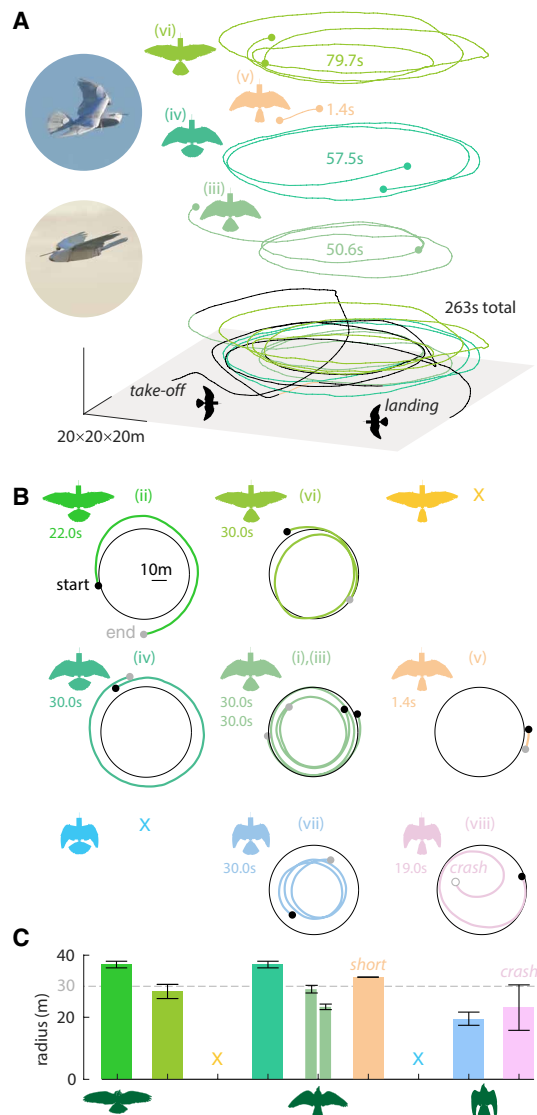 A
(vi)
79.7s
(v)
1.4s
(iv)
57.5s
(iii)
50.6s
263s total
take-off
landing
20×20×20m
B
(ii)
22.0s
start
10m
end
(vi)
30.0s
X
(iv)
30.0s
(i),(iii)
30.0s
30.0s
(v)
1.4s
X
(vii)
30.0s
(viii)
19.0s
crash
C
radius (m)
40
30
20
0
X
short
X
crash